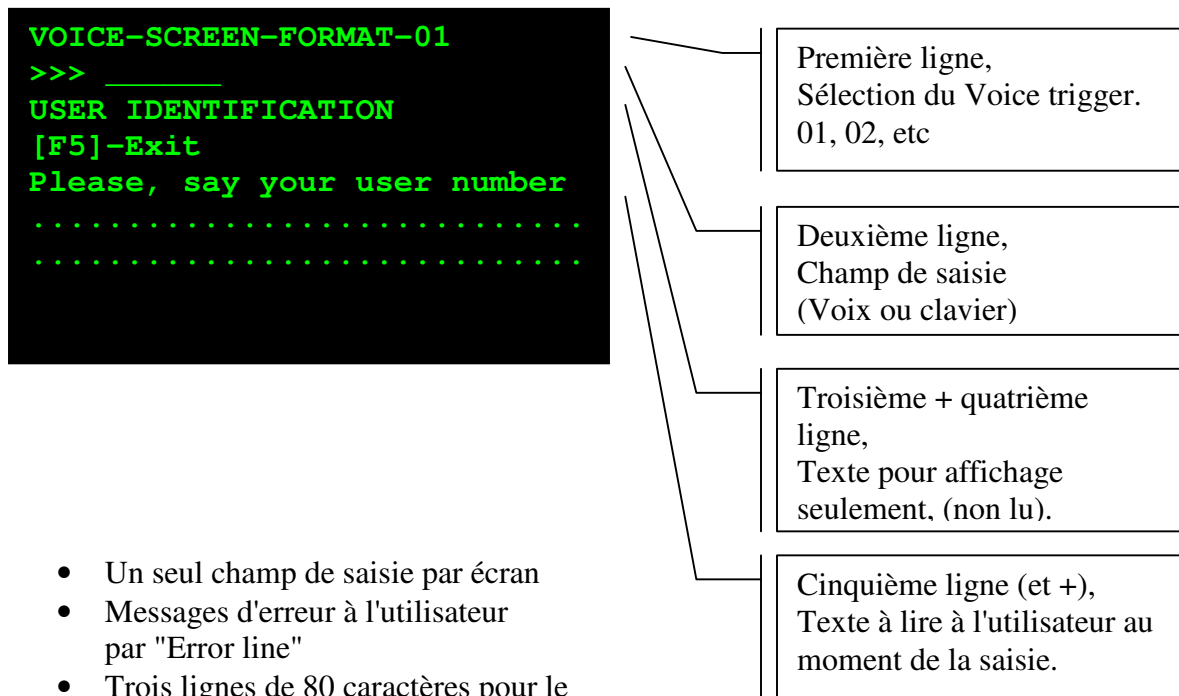 VOICE-SCREEN-FORMAT-01
>>> ______
USER IDENTIFICATION
[F5]-Exit
Please, say your user number
.............................
.............................
Première ligne,
Sélection du Voice trigger.
01, 02, etc
Deuxième ligne,
Champ de saisie
(Voix ou clavier)
Troisième + quatrième
ligne,
Texte pour affichage
seulement, (non lu).
Cinquième ligne (et +),
Texte à lire à l'utilisateur au
moment de la saisie.
• Un seul champ de saisie par écran
• Messages d'erreur à l'utilisateur
par "Error line"
• Trois lignes de 80 caractères pour le